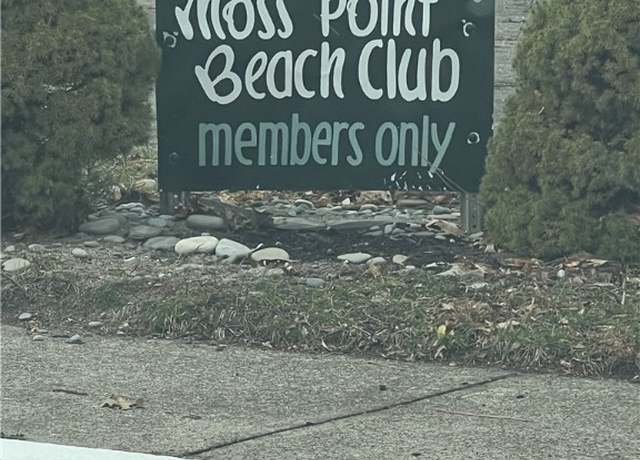 Moss Point
Beach Club
members only